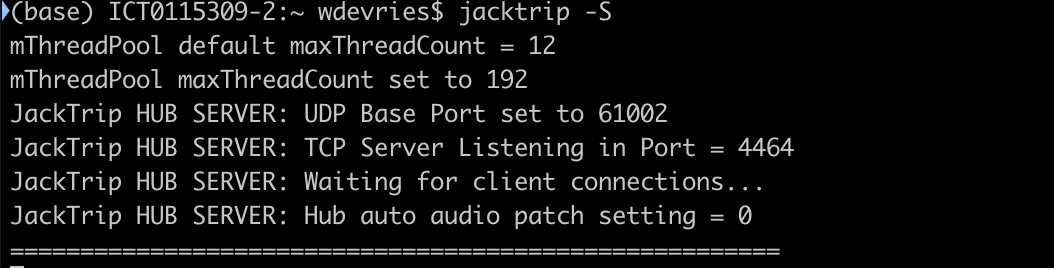 (base) ICT0115309-2:~ wdevries$ jacktrip -S
mThreadPool default maxThreadCount = 12
mThreadPool maxThreadCount set to 192
JackTrip HUB SERVER: UDP Base Port set to 61002
JackTrip HUB SERVER: TCP Server Listening in Port = 4464
JackTrip HUB SERVER: Waiting for client connections...
JackTrip HUB SERVER: Hub auto audio patch setting = 0
=======================================================